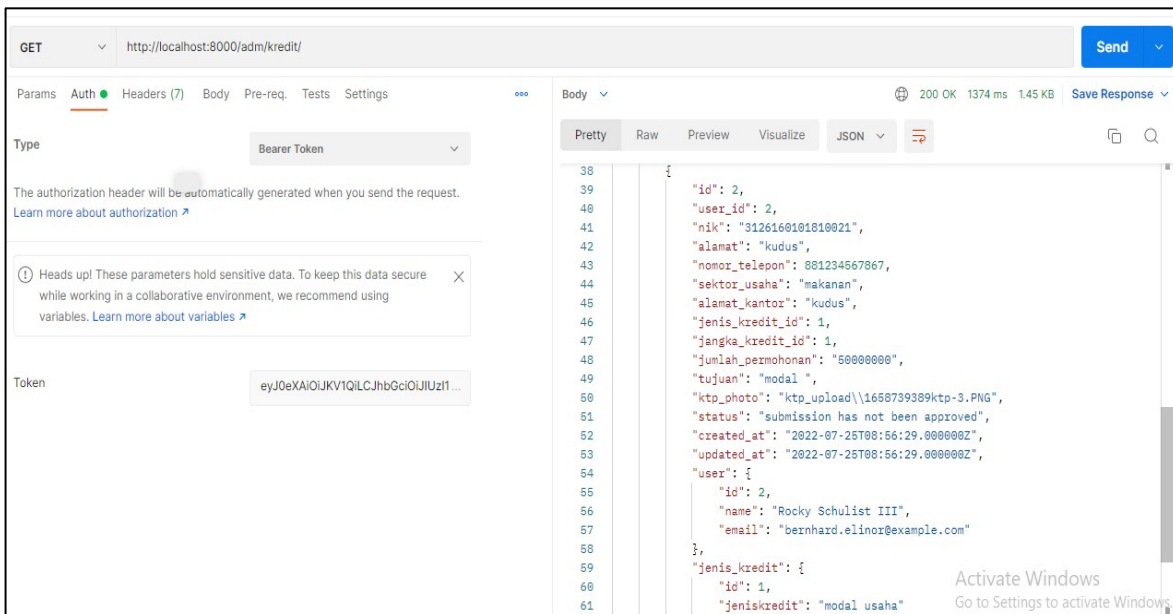 GET http://localhost:8000/adm/kredit/ Send
Params Auth Headers (7) Body Pre-req. Tests Settings
Type Bearer Token
The authorization header will be automatically generated when you send the request.
Learn more about authorization ↗
Heads up! These parameters hold sensitive data. To keep this data secure
while working in a collaborative environment, we recommend using
variables. Learn more about variables ↗
Token eyJ0eXAiOiJKV1QiLCJhbGciOiJIUzI1...
Body 200 OK 1374 ms 1.45 KB Save Response
Pretty Raw Preview Visualize JSON
38 {
39 "id": 2,
40 "user_id": 2,
41 "nik": "3126160101810021",
42 "alamat": "kudus",
43 "nomor_telepon": 881234567867,
44 "sektor_usaha": "makanan",
45 "alamat_kantor": "kudus",
46 "jenis_kredit_id": 1,
47 "jangka_kredit_id": 1,
48 "jumlah_permohonan": "50000000",
49 "tujuan": "modal ",
50 "ktp_photo": "ktp_upload\\1658739389ktp-3.PNG",
51 "status": "submission has not been approved",
52 "created_at": "2022-07-25T08:56:29.000000Z",
53 "updated_at": "2022-07-25T08:56:29.000000Z",
54 "user": {
55 "id": 2,
56 "name": "Rocky Schulist III",
57 "email": "bernhard.elinor@example.com"
58 },
59 "jenis_kredit": {
60 "id": 1,
61 "jeniskredit": "modal usaha"
Activate Windows
Go to Settings to activate Windows